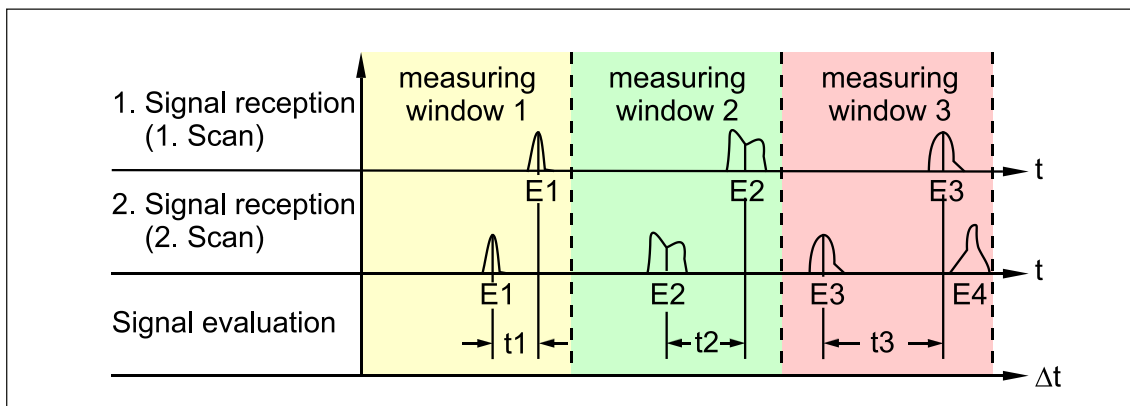 measuring window 1
measuring window 2
measuring window 3
1. Signal reception
(1. Scan)
E1
E2
E3
t
2. Signal reception
(2. Scan)
E1
E2
E3
E4
t
Signal evaluation
t1
t2
t3
Δt